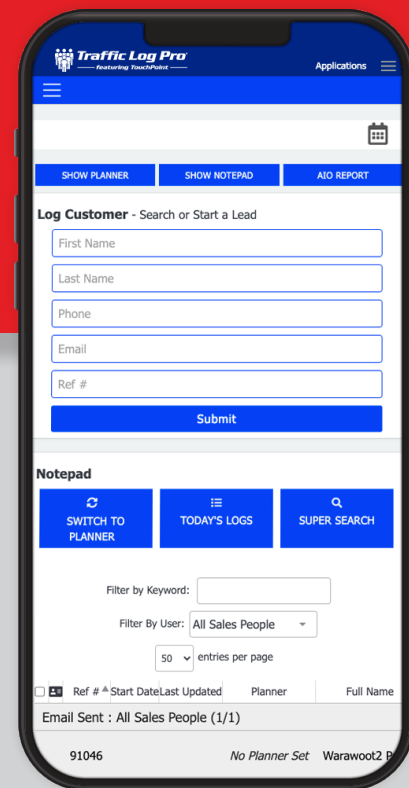 Traffic Log Pro
featuring TouchPoint
Applications
SHOW PLANNER
SHOW NOTEPAD
AIO REPORT
Log Customer - Search or Start a Lead
First Name
Last Name
Phone
Email
Ref #
Submit
Notepad
SWITCH TO
PLANNER
TODAY'S LOGS
SUPER SEARCH
Filter by Keyword:
Filter By User: All Sales People
50 entries per page
Ref # Start Date Last Updated Planner Full Name
Email Sent : All Sales People (1/1)
91046 No Planner Set Warawoot2